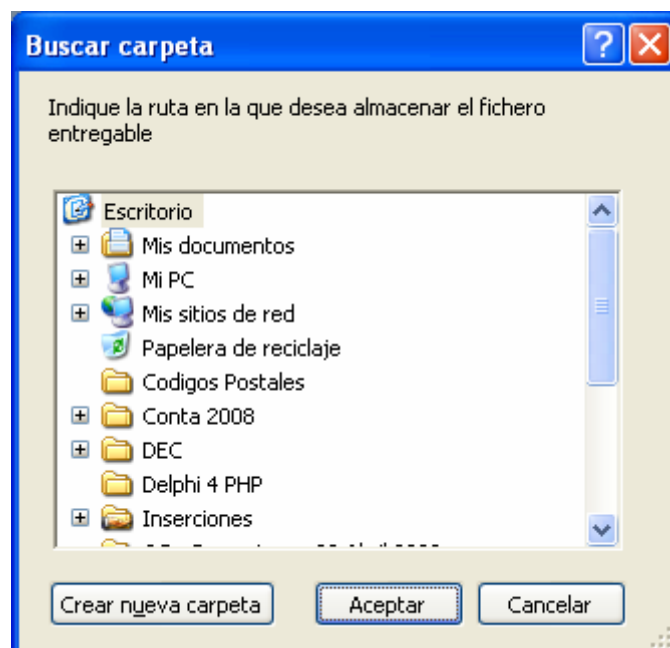 Buscar carpeta
Indique la ruta en la que desea almacenar el fichero
entregable
Escritorio
Mis documentos
Mi PC
Mis sitios de red
Papelera de reciclaje
Codigos Postales
Conta 2008
DEC
Delphi 4 PHP
Inserciones
Crear nueva carpeta Aceptar Cancelar